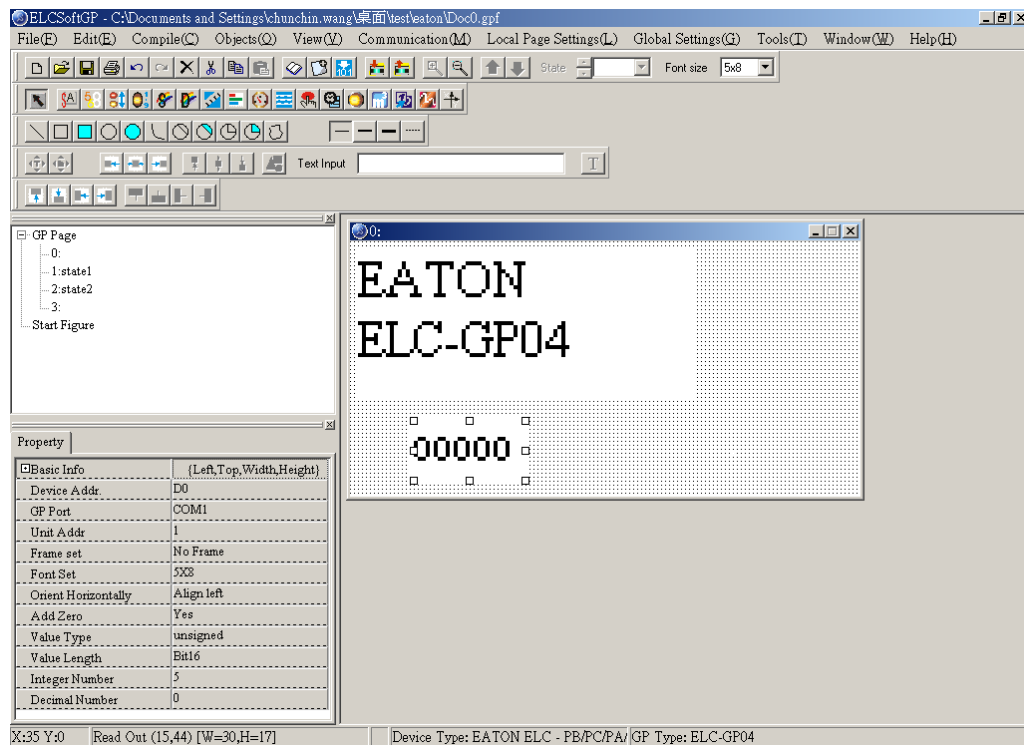 ELCSoftGP - C:\Documents and Settings\chunchin.wang\桌面\test\eaton\Doc0.gpf
File(F) Edit(E) Compile(C) Objects(O) View(V) Communication(M) Local Page Settings(L) Global Settings(G) Tools(T) Window(W) Help(H)
State Font size 5x8
Text Input T
GP Page
0:
1:state1
2:state2
3:
Start Figure
0:
EATON
ELC-GP04
00000
Property
Basic Info {Left,Top,Width,Height}
Device Addr. D0
GP Port COM1
Unit Addr 1
Frame set No Frame
Font Set 5X8
Orient Horizontally Align left
Add Zero Yes
Value Type unsigned
Value Length Bit16
Integer Number 5
Decimal Number 0
X:35 Y:0 Read Out (15,44) [W=30,H=17] Device Type: EATON ELC - PB/PC/PA/ GP Type: ELC-GP04